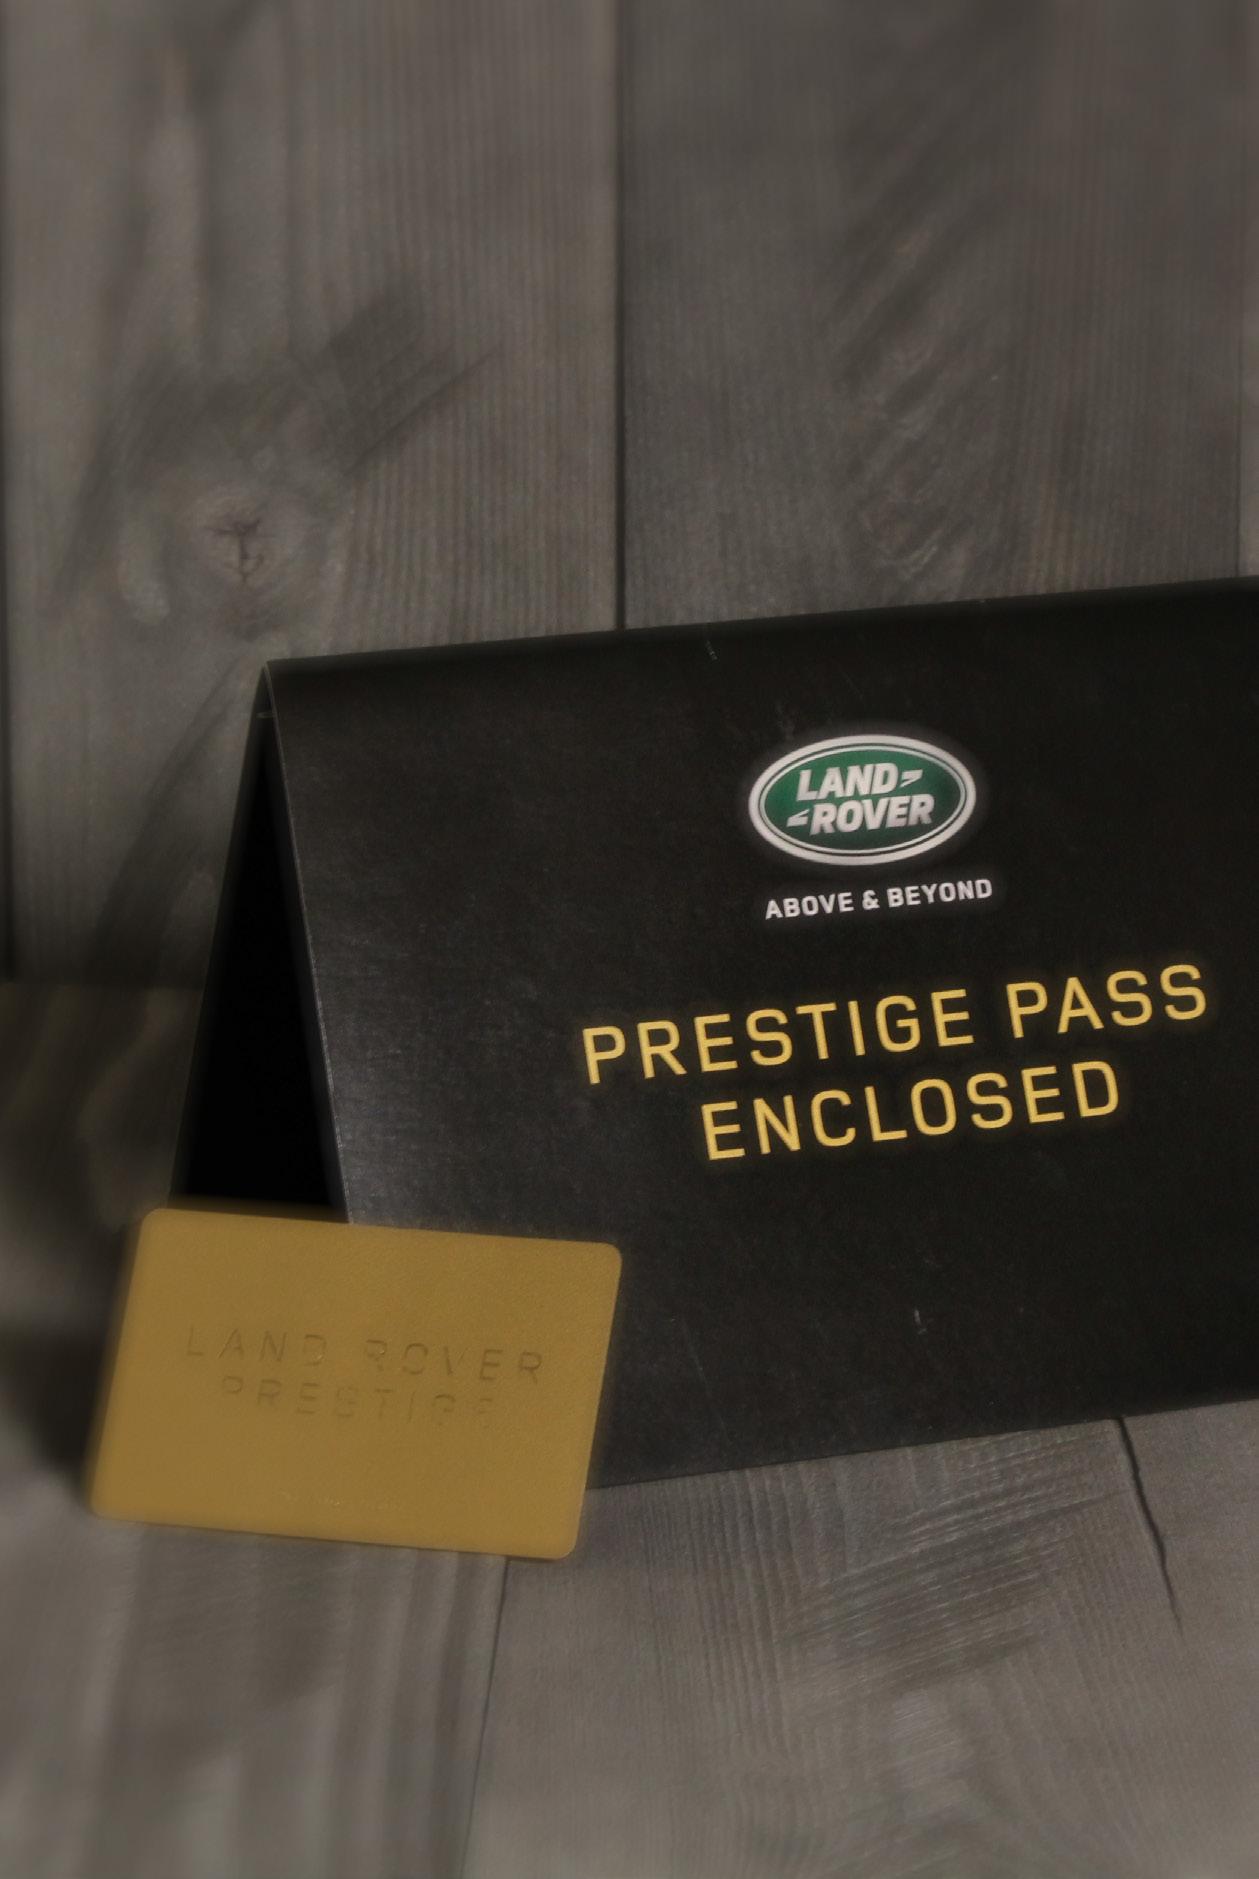 LAND
ROVER
ABOVE & BEYOND
PRESTIGE PASS
ENCLOSED
LAND ROVER
PRESTIGE